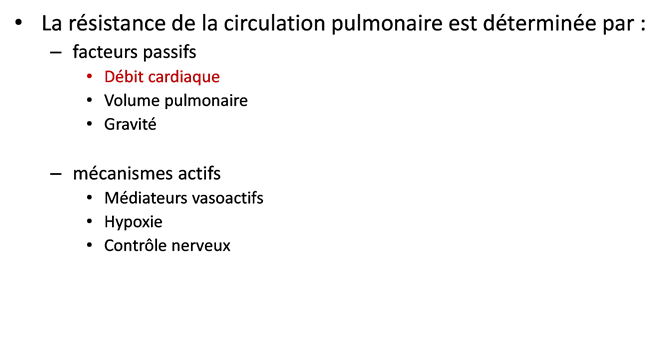 • La résistance de la circulation pulmonaire est déterminée par :
– facteurs passifs
• Débit cardiaque
• Volume pulmonaire
• Gravité
– mécanismes actifs
• Médiateurs vasoactifs
• Hypoxie
• Contrôle nerveux